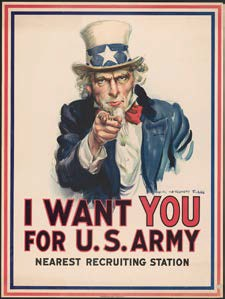 I WANT YOU
FOR U.S. ARMY
NEAREST RECRUITING STATION